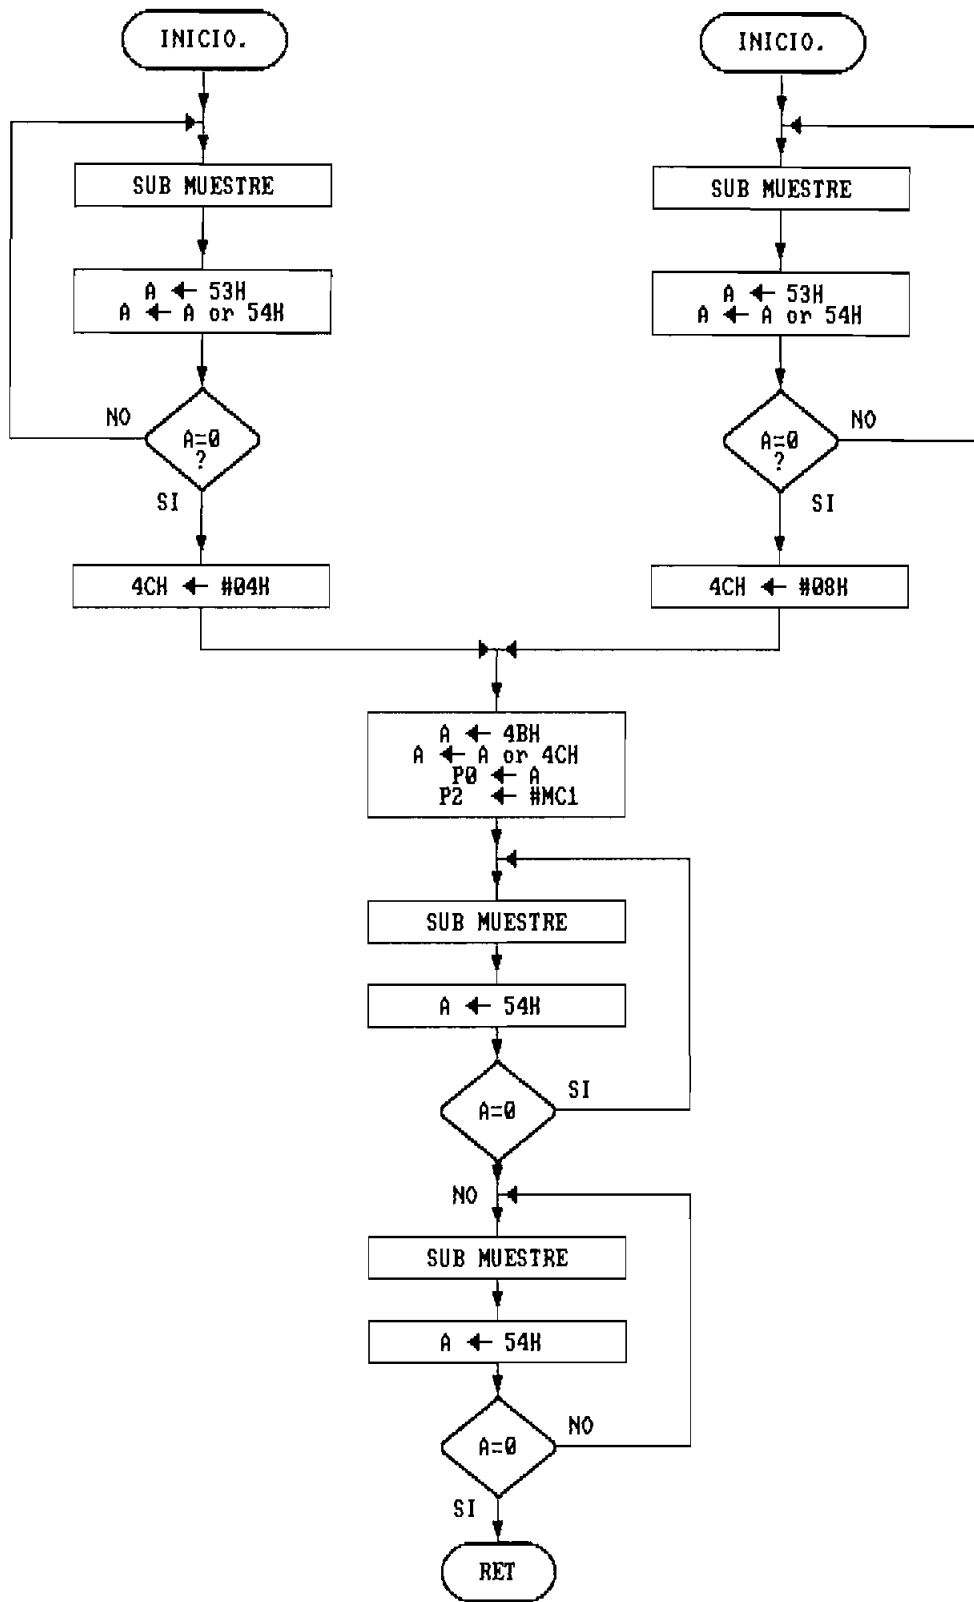 INICIO.
SUB MUESTRE
A ← 53H
A ← A or 54H
NO
A=0
?
SI
4CH ← #04H
INICIO.
SUB MUESTRE
A ← 53H
A ← A or 54H
NO
A=0
?
SI
4CH ← #08H
A ← 4BH
A ← A or 4CH
P0 ← A
P2 ← #MC1
SUB MUESTRE
A ← 54H
SI
A=0
NO
SUB MUESTRE
A ← 54H
NO
A=0
SI
RET